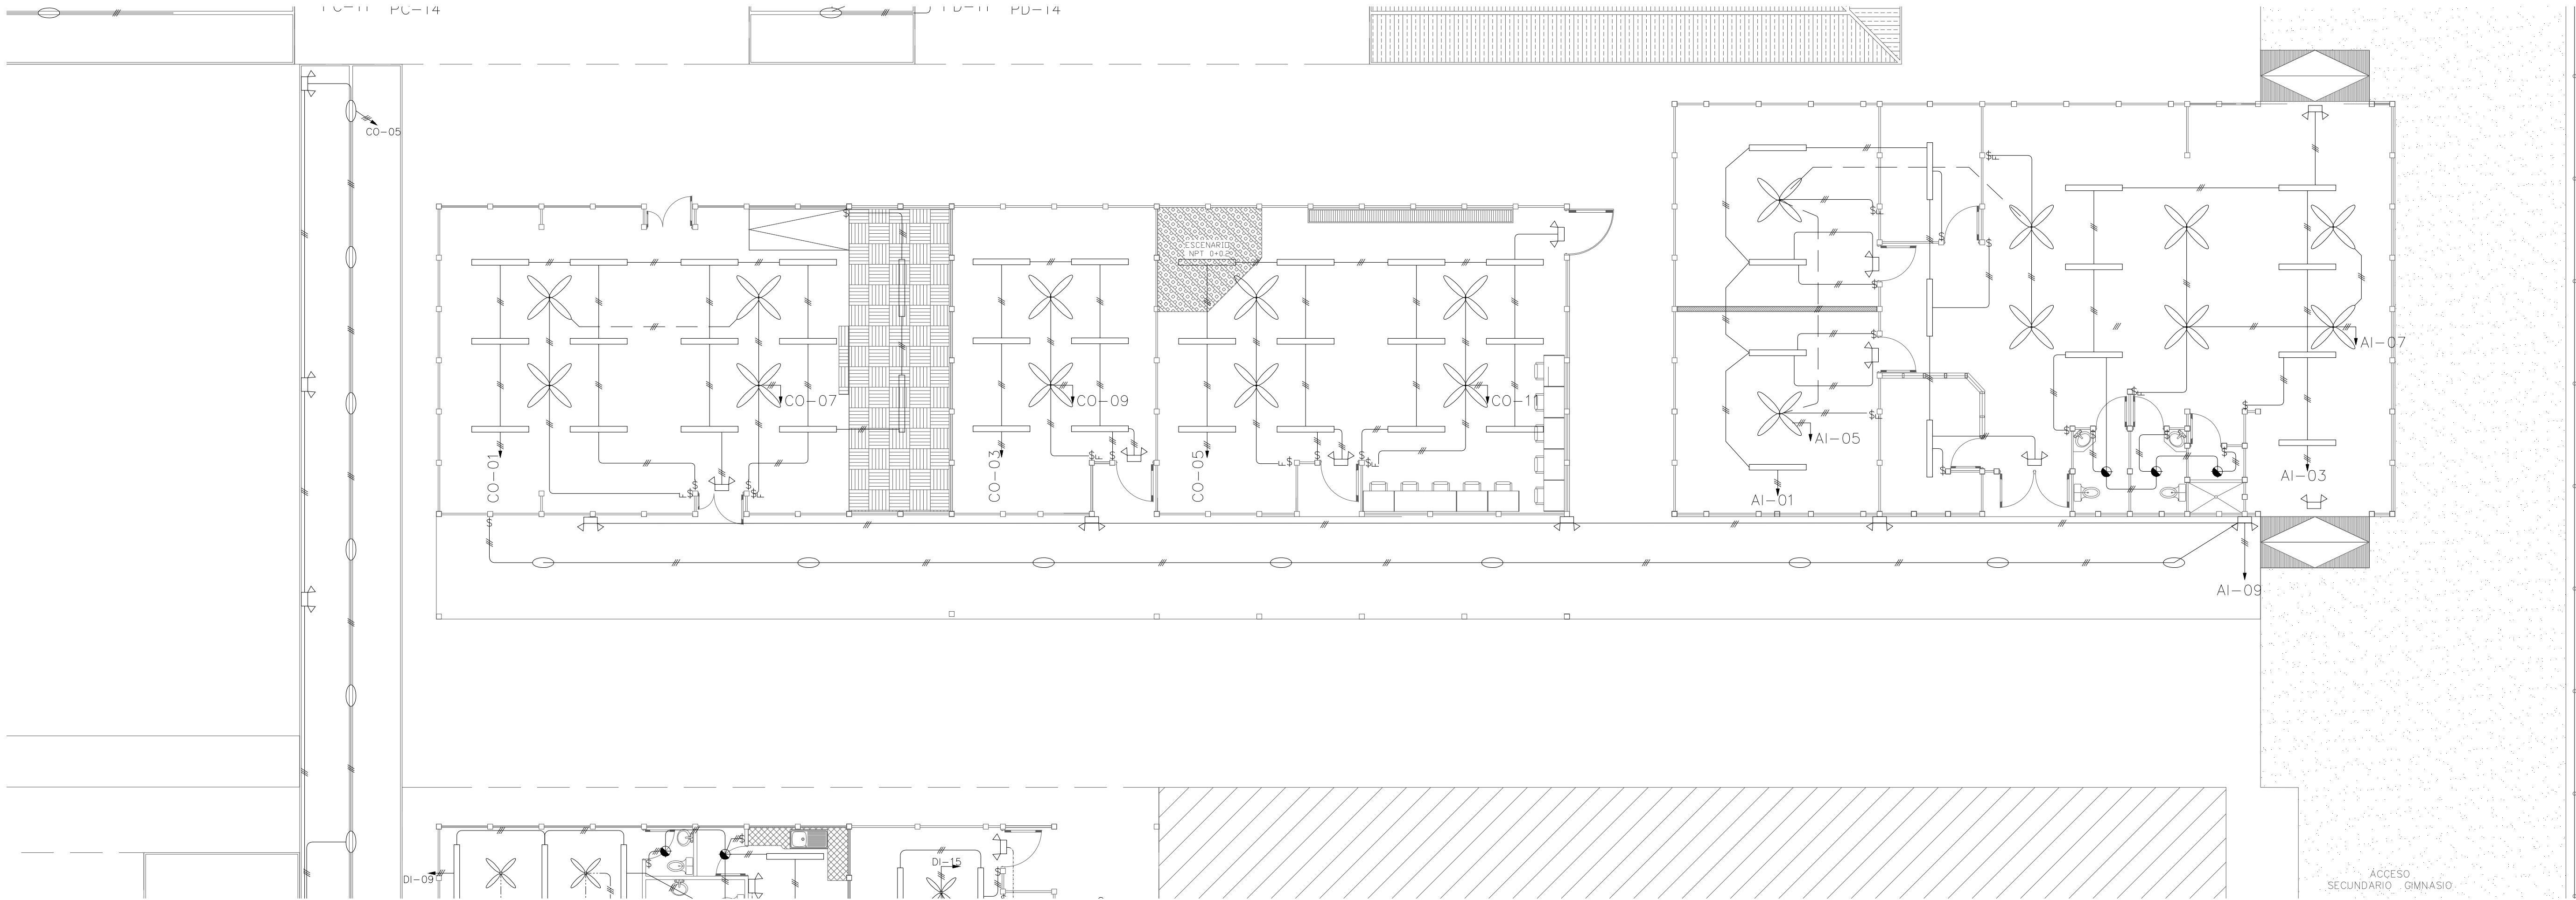 PC-14
PD-14
CO-05
ESCENARIO
CO-07
CO-09
CO-11
AI-07
AI-05
AI-03
AI-01
CO-01
CO-03
CO-05
AI-09
DI-09
DI-15
ACCESO
SECUNDARIO GIMNASIO